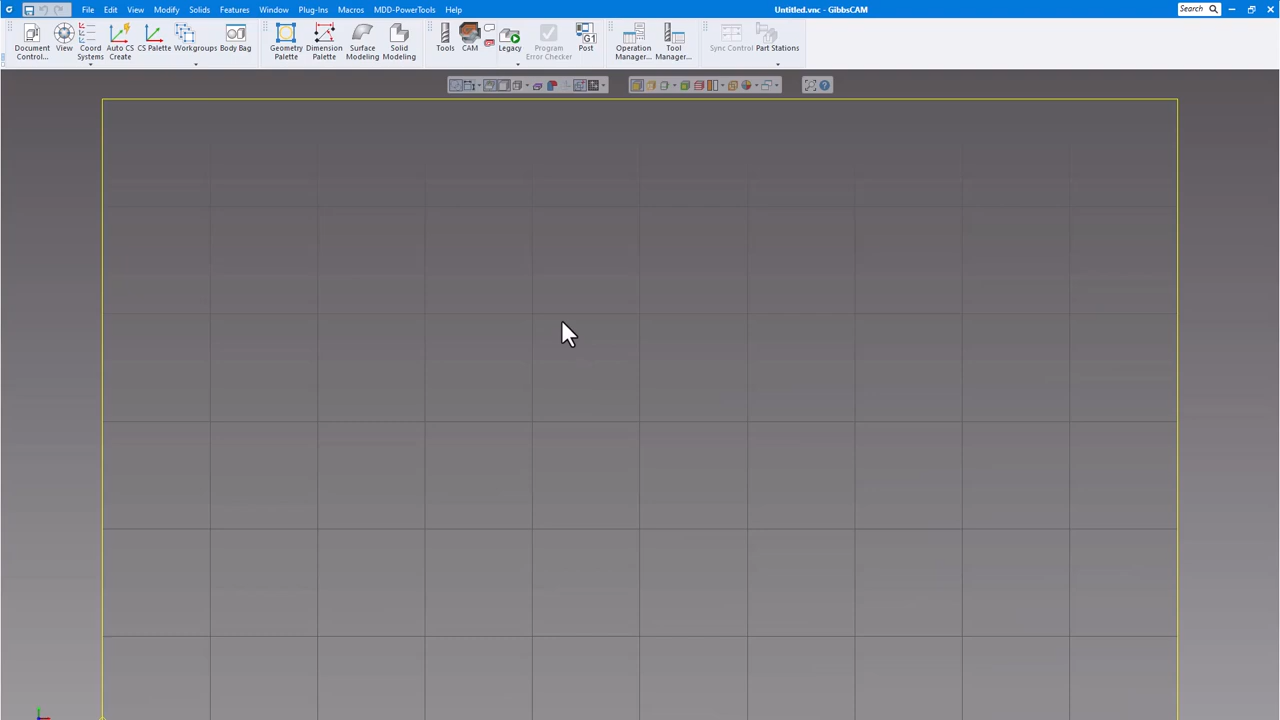 File Edit View Modify Solids Features Window Plug-Ins Macros MDD-PowerTools Help
Untitled.vnc - GibbsCAM
Search
Document Control...
View
Coord Systems
Auto CS Create
CS Palette
Workgroups
Body Bag
Geometry Palette
Dimension Palette
Surface Modeling
Solid Modeling
Tools
CAM
Legacy
Program Error Checker
G1
Post
Operation Manager...
Tool Manager...
Sync Control
Part Stations